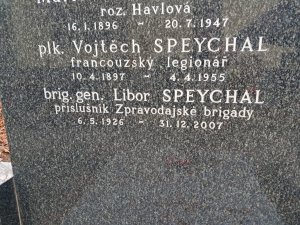 roz. Havlová
16.1.1896 - 20.7.1947
plk. Vojtěch SPEYCHAL
francouzský legionář
10.4.1897 - 4.4.1955
brig. gen. Libor SPEYCHAL
příslušník Zpravodajské brigády
6.5.1926 - 31.12.2007